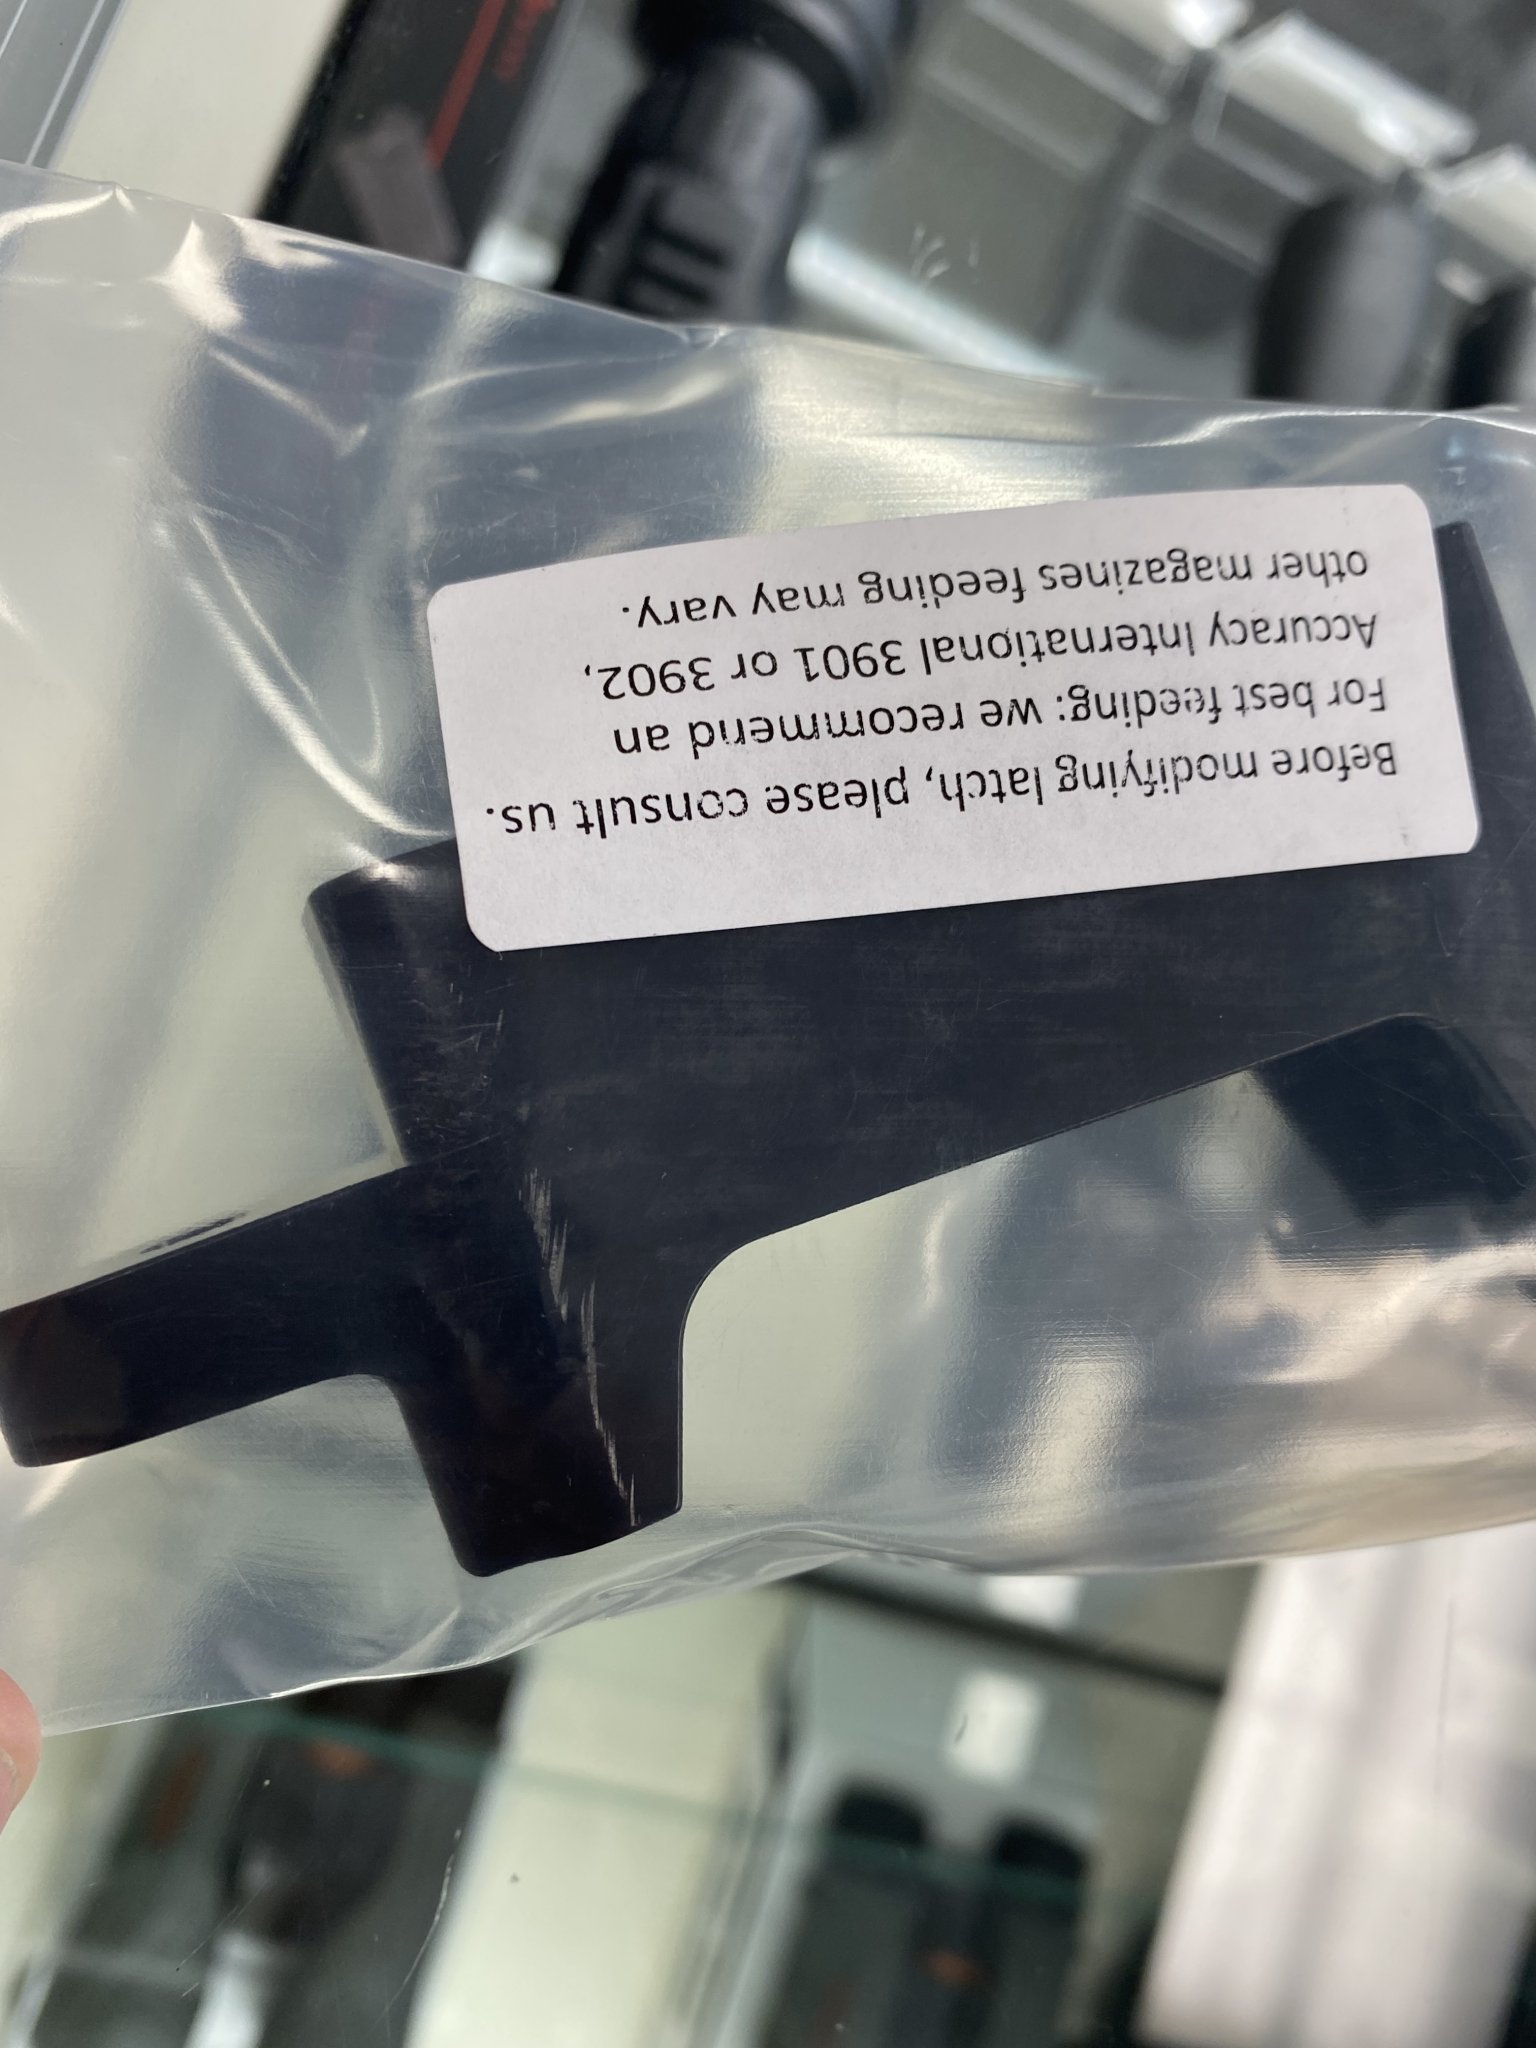 Before modifying latch, please consult us.
For best feeding: we recommend an
Accuracy International 3901 or 3902,
other magazines feeding may vary.